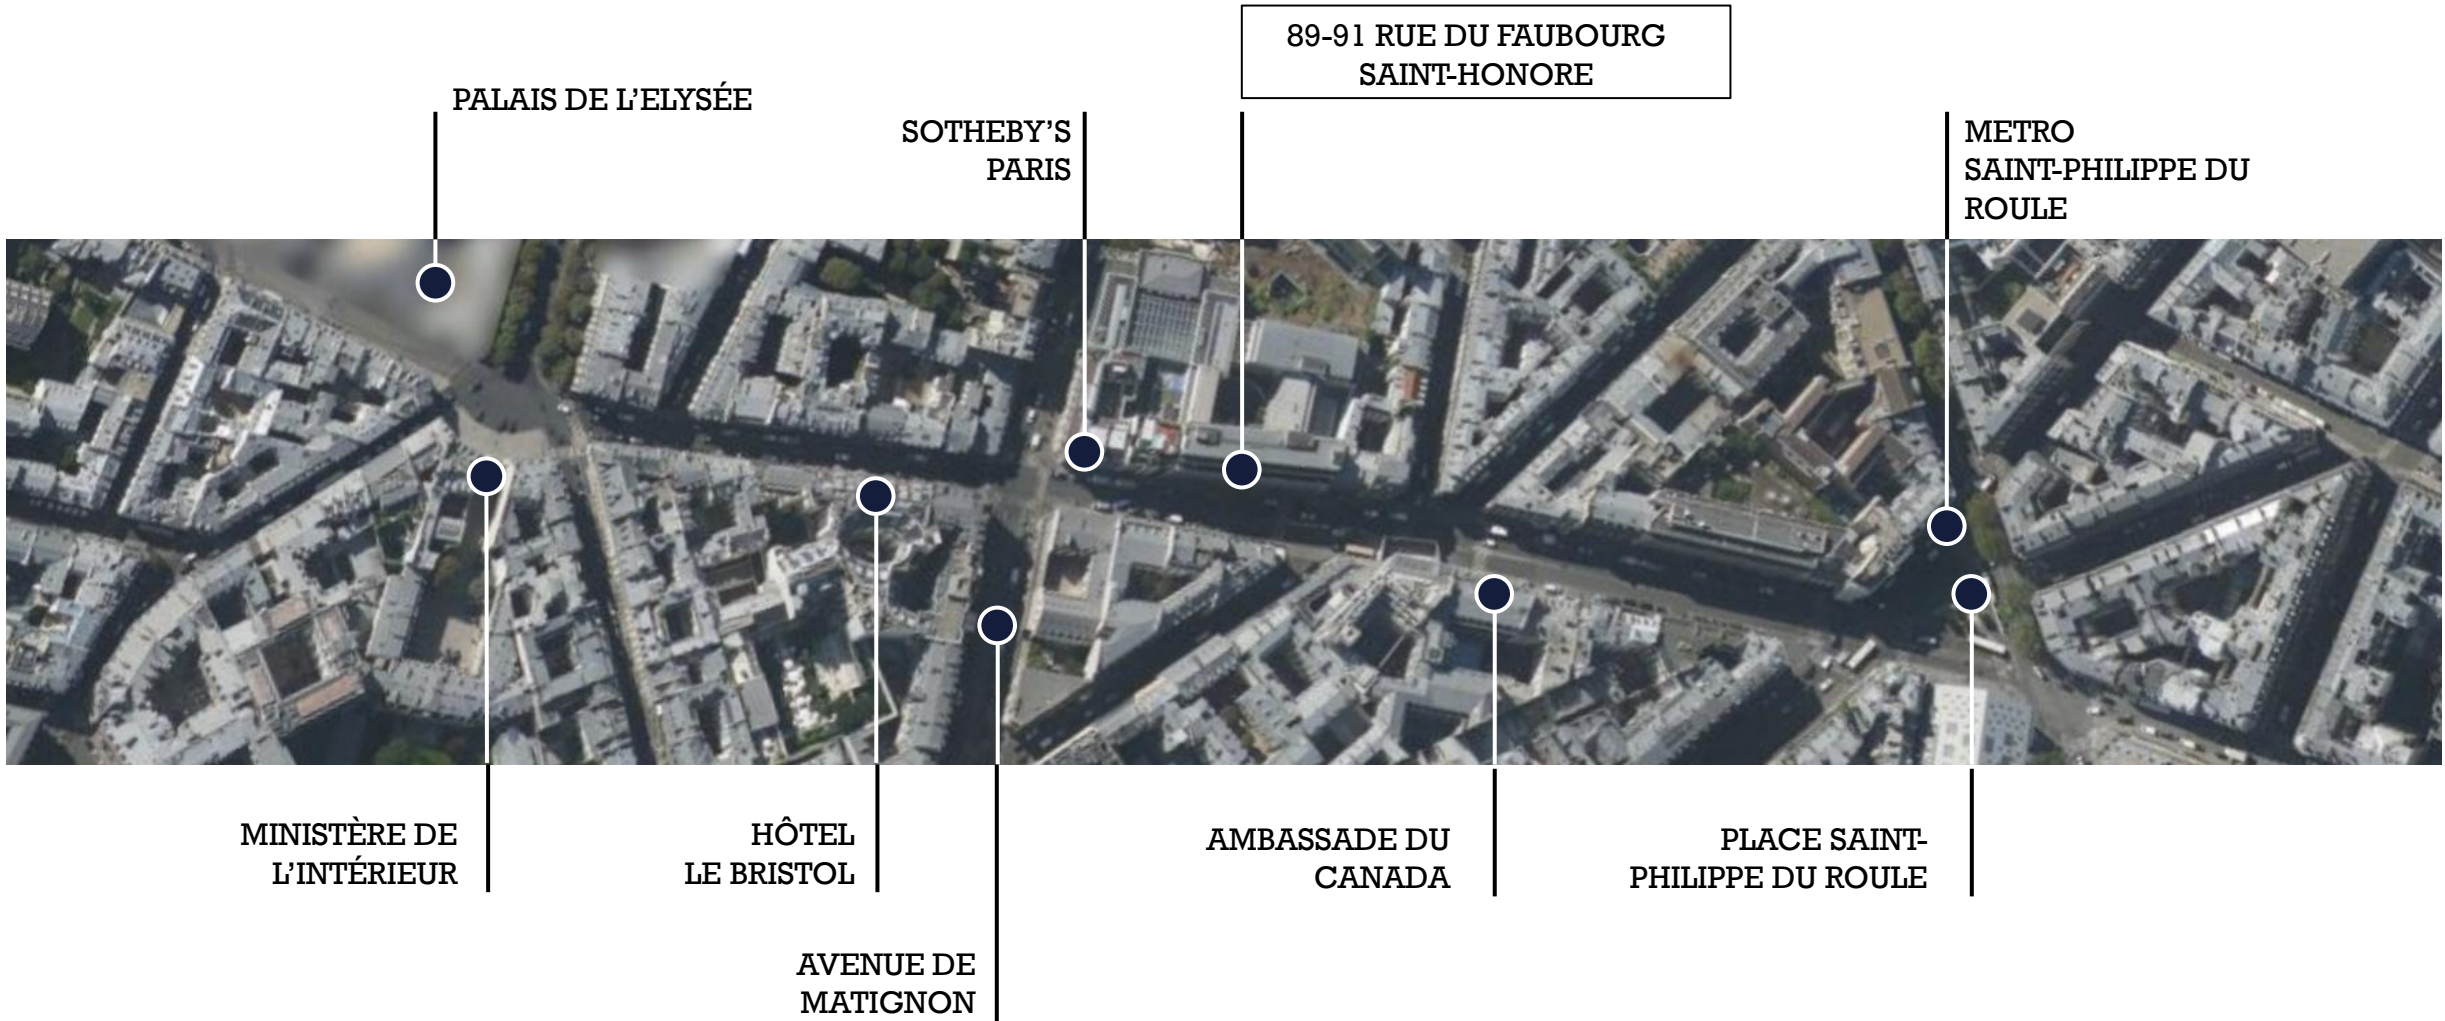 89-91 RUE DU FAUBOURG
SAINT-HONORE
PALAIS DE L’ELYSÉE
SOTHEBY’S
PARIS
METRO
SAINT-PHILIPPE DU
ROULE
MINISTÈRE DE
L’INTÉRIEUR
HÔTEL
LE BRISTOL
AMBASSADE DU
CANADA
PLACE SAINT-
PHILIPPE DU ROULE
AVENUE DE
MATIGNON